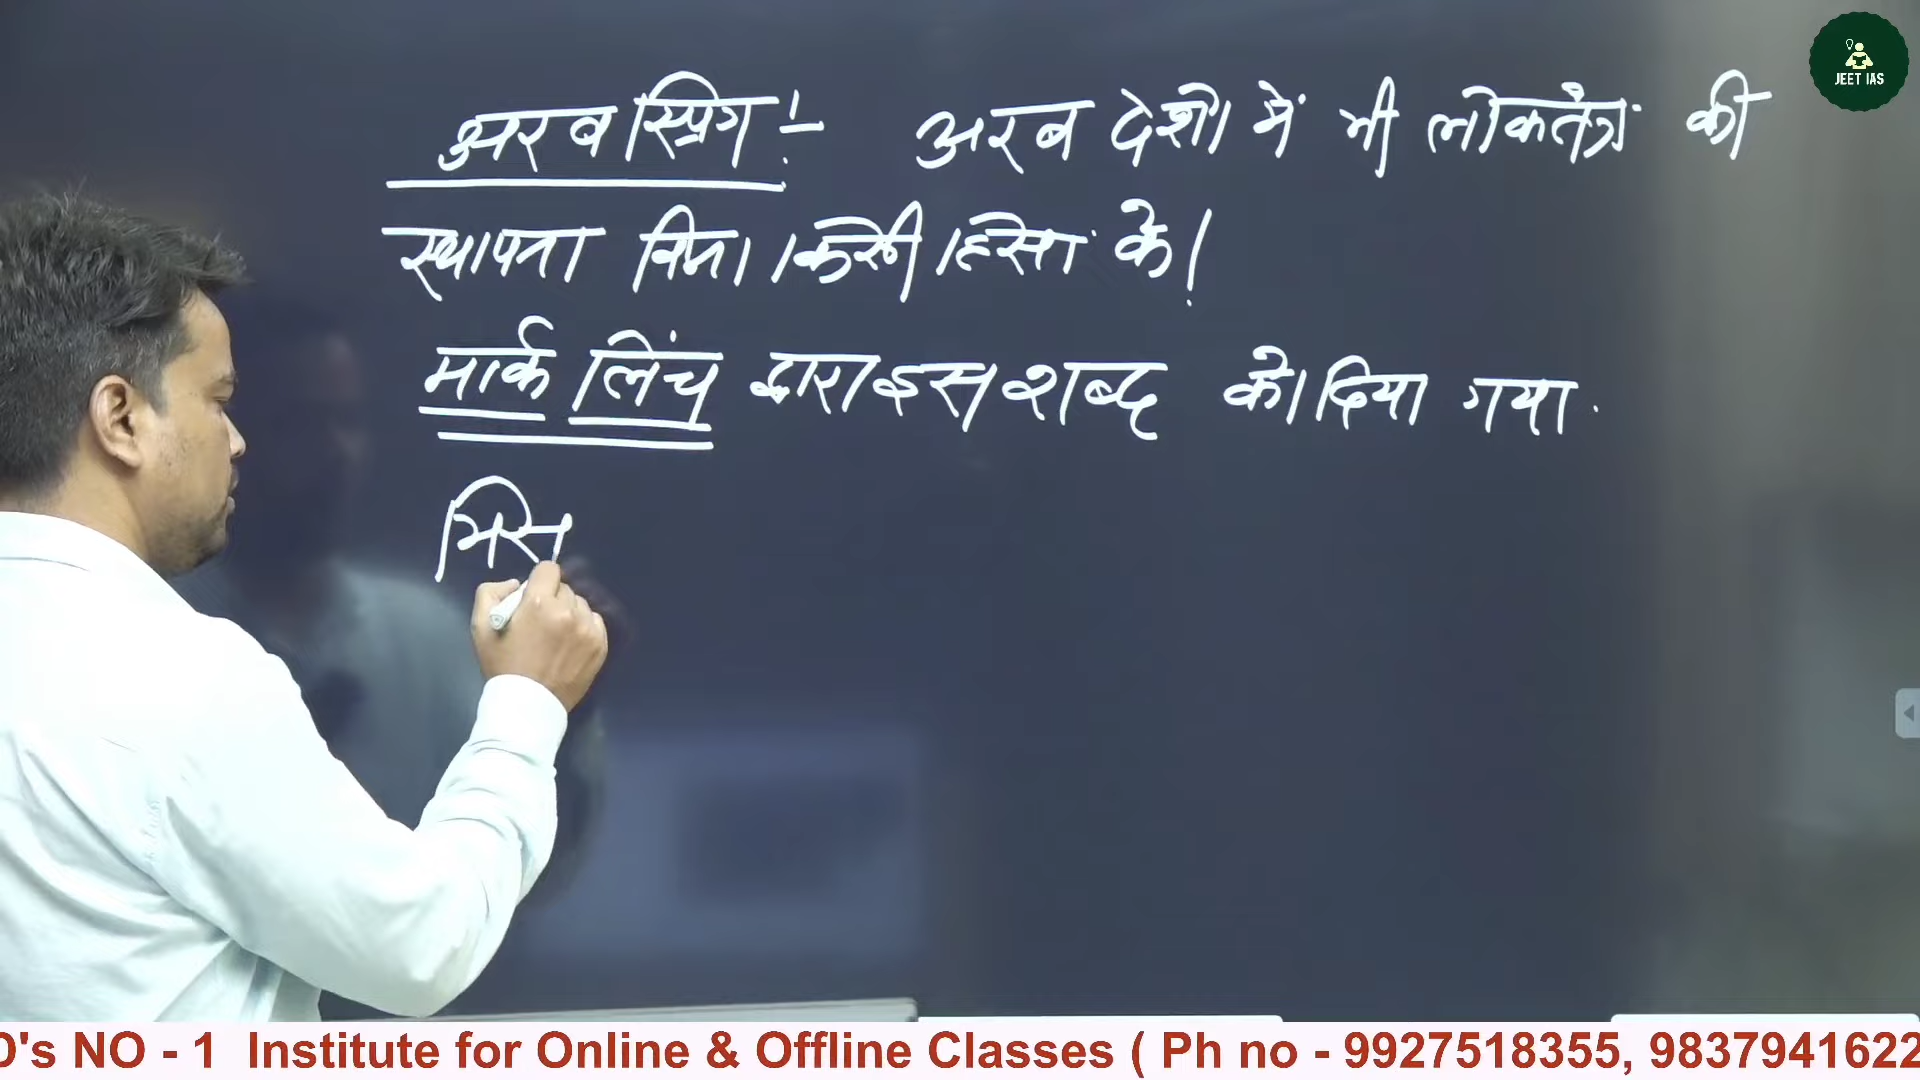 JEET IAS
अरब स्प्रिग :- अरब देशो में भी लोकतंत्र की
स्थापना बिना किसी हिंसा के।
मार्क लिंच द्वारा इस शब्द को दिया गया.
मिस
D's NO - 1 Institute for Online & Offline Classes ( Ph no - 9927518355, 9837941622